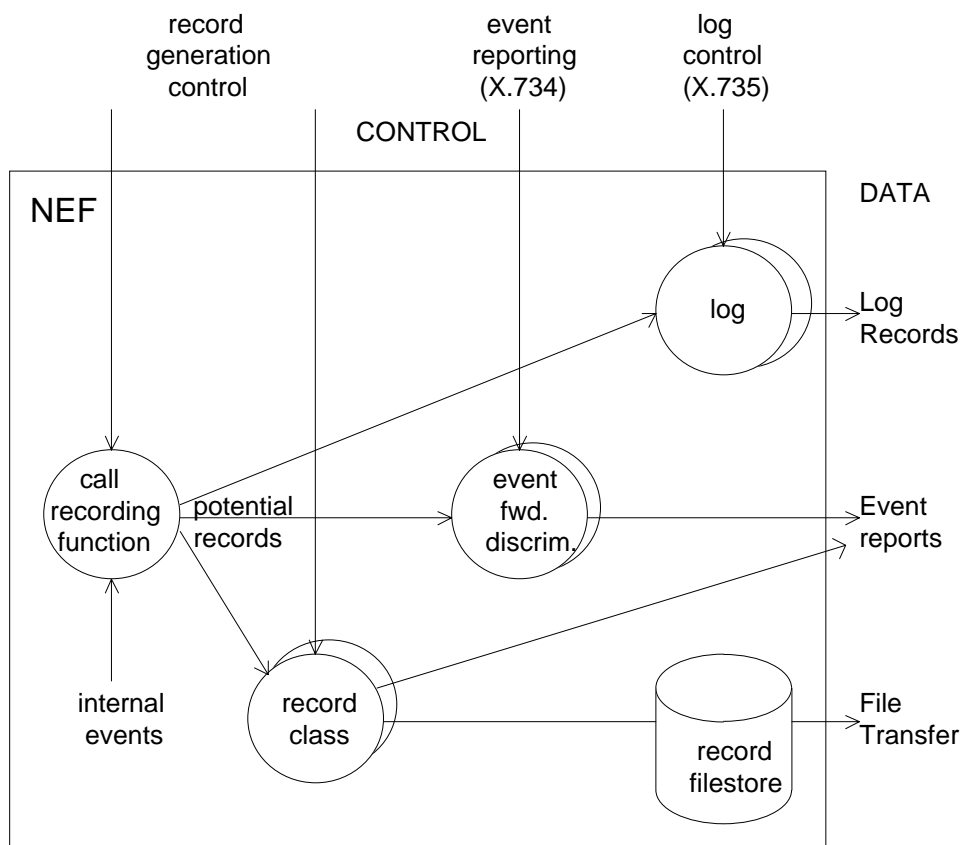 record
generation
control
event
reporting
(X.734)
log
control
(X.735)
CONTROL
NEF
DATA
log
Log
Records
call
recording
function
potential
records
event
fwd.
discrim.
Event
reports
internal
events
record
class
record
filestore
File
Transfer